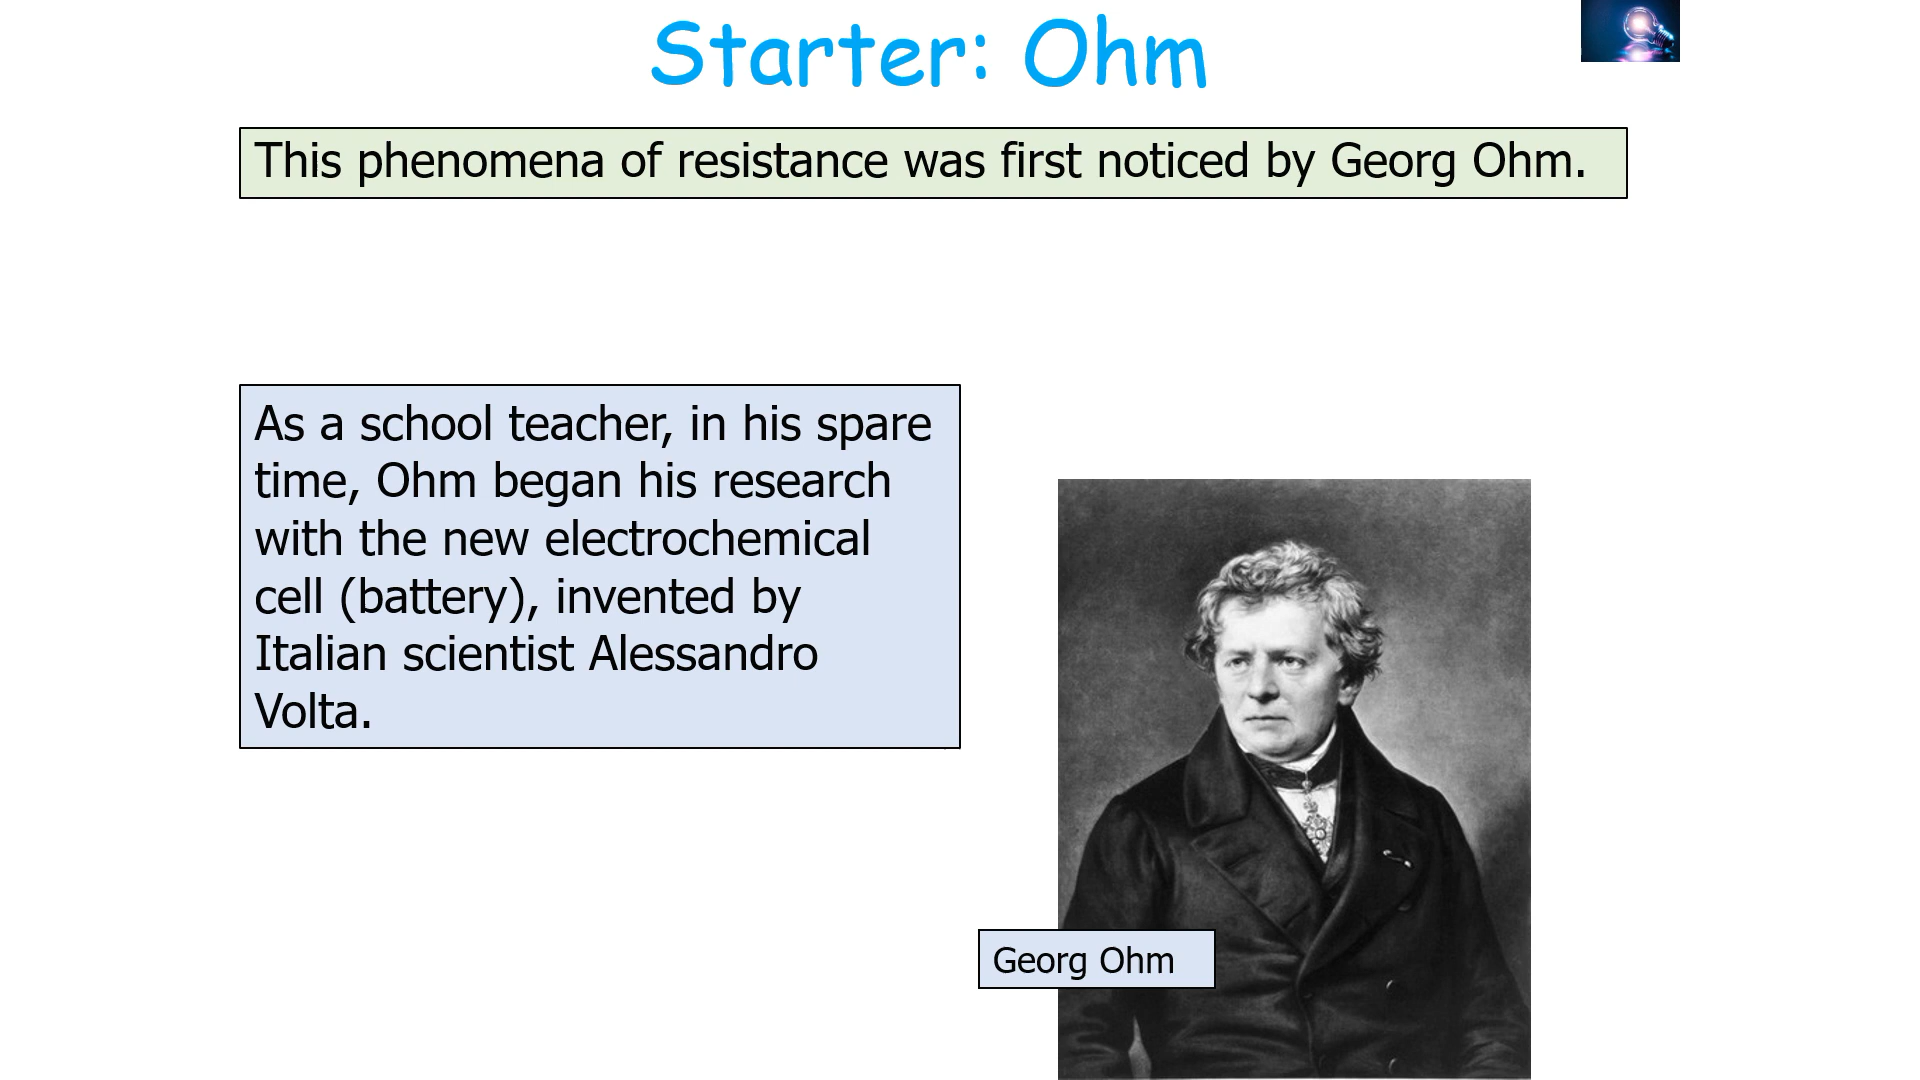 Starter: Ohm
This phenomena of resistance was first noticed by Georg Ohm.
As a school teacher, in his spare
time, Ohm began his research
with the new electrochemical
cell (battery), invented by
Italian scientist Alessandro
Volta.
Georg Ohm